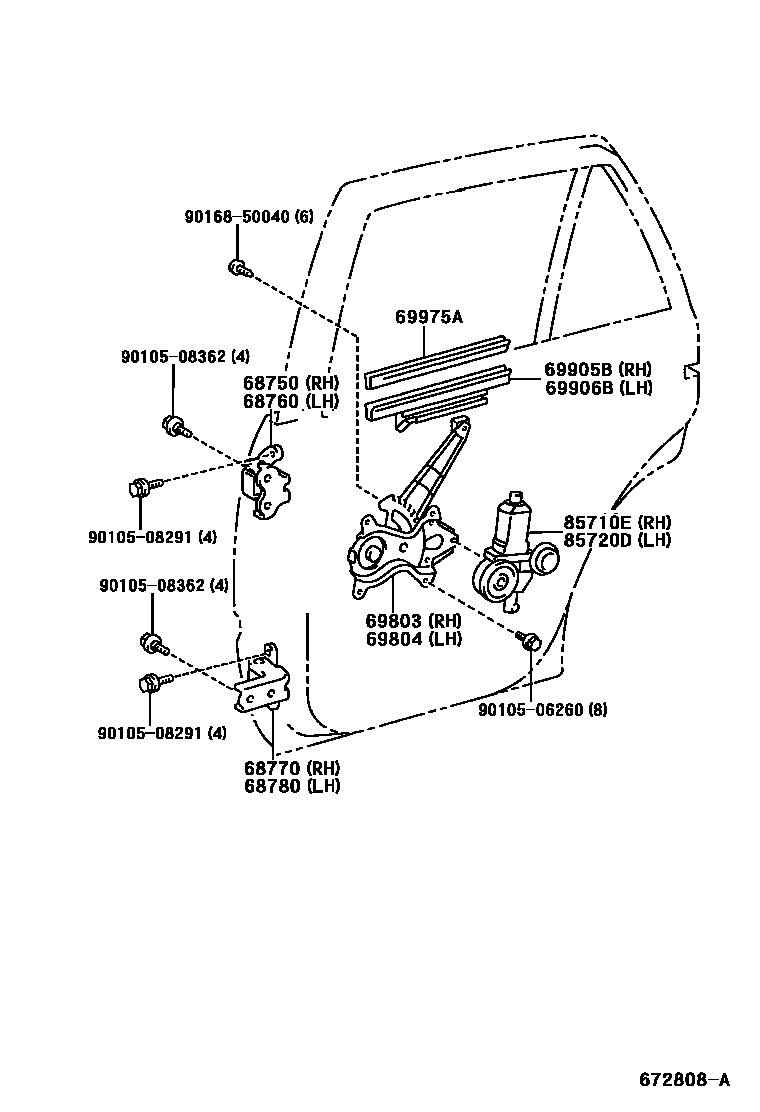 90168-50040 (6)
69975A
90105-08362 (4)
68750 (RH)
68760 (LH)
69905B (RH)
69906B (LH)
90105-08291 (4)
85710E (RH)
85720D (LH)
90105-08362 (4)
69803 (RH)
69804 (LH)
90105-06260 (8)
90105-08291 (4)
68770 (RH)
68780 (LH)
672808-A